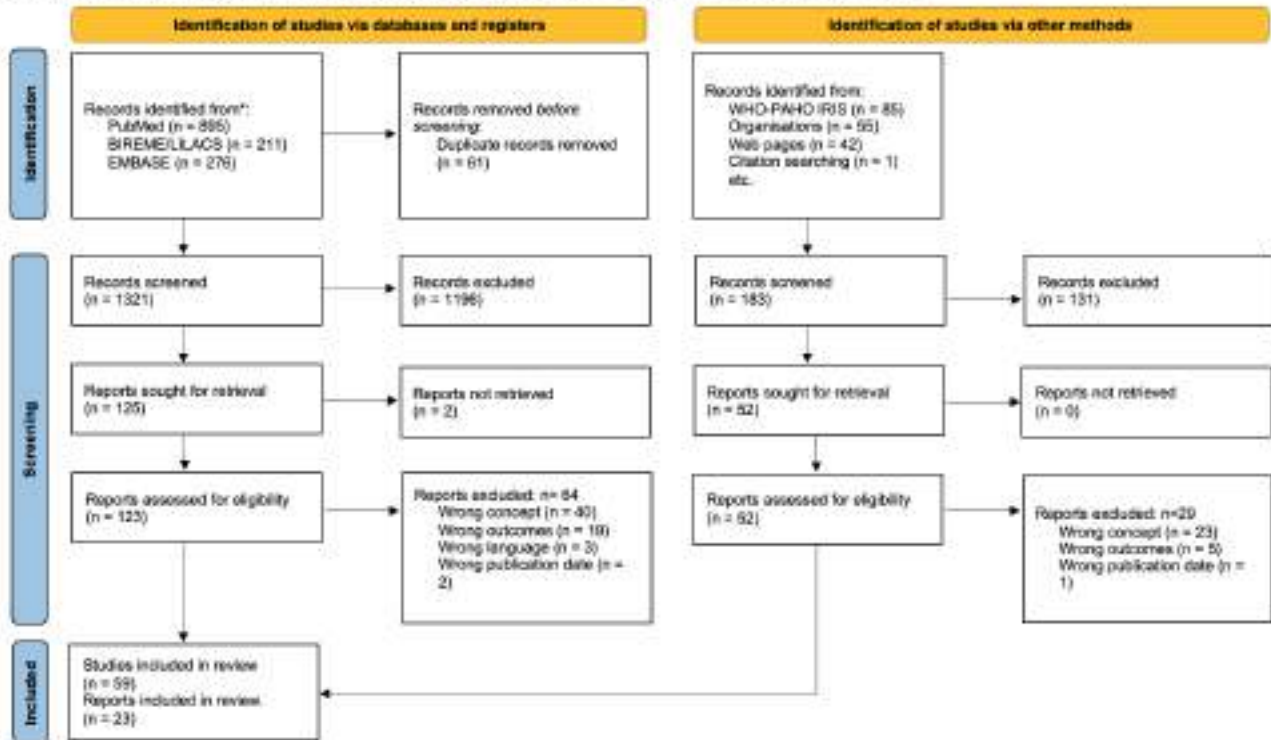 Identification of studies via databases and registers
Identification of studies via other methods
Identification
Records identified from*:
PubMed (n = 895)
BIREME/LILACS (n = 211)
EMBASE (n = 276)
Records removed before
screening:
Duplicate records removed
(n = 61)
Records identified from:
WHO-PAHO IRIS (n = 85)
Organisations (n = 55)
Web pages (n = 42)
Citation searching (n = 1)
etc.
Screening
Records screened
(n = 1321)
Records excluded
(n = 1196)
Records screened
(n = 183)
Records excluded
(n = 131)
Reports sought for retrieval
(n = 125)
Reports not retrieved
(n = 2)
Reports sought for retrieval
(n = 52)
Reports not retrieved
(n = 0)
Reports assessed for eligibility
(n = 123)
Reports excluded: n= 64
Wrong concept (n = 40)
Wrong outcomes (n = 19)
Wrong language (n = 3)
Wrong publication date (n =
2)
Reports assessed for eligibility
(n = 52)
Reports excluded: n=29
Wrong concept (n = 23)
Wrong outcomes (n = 5)
Wrong publication date (n =
1)
Included
Studies included in review
(n = 59)
Reports included in review
(n = 23)